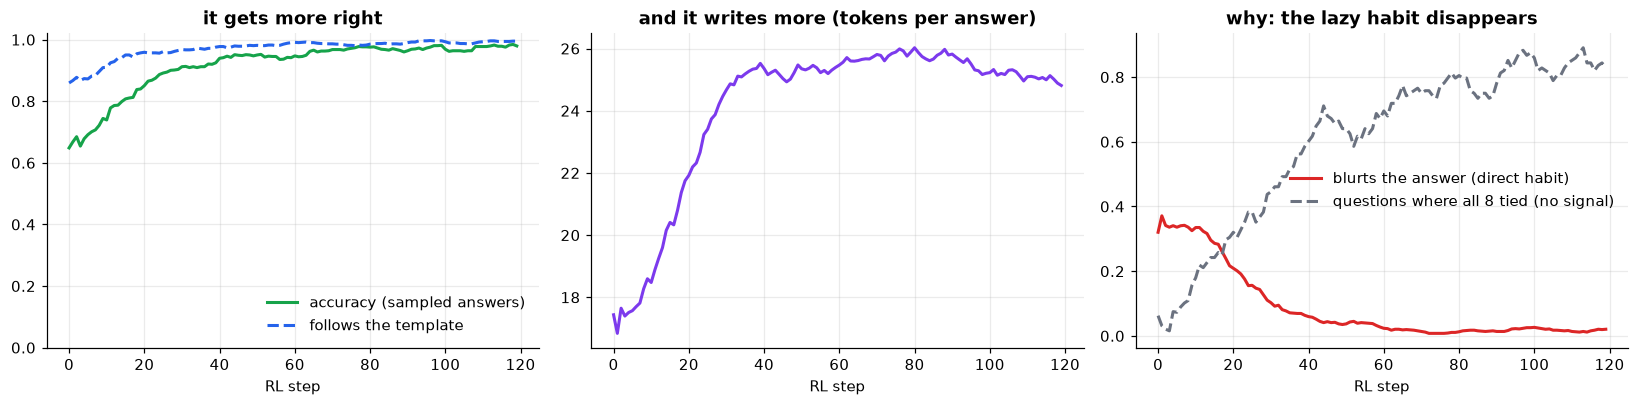 it gets more right
1.0
0.8
0.6
0.4
0.2
0.0
accuracy (sampled answers)
follows the template
0 20 40 60 80 100 120
RL step
and it writes more (tokens per answer)
26
24
22
20
18
0 20 40 60 80 100 120
RL step
why: the lazy habit disappears
0.8
0.6
0.4
0.2
0.0
blurts the answer (direct habit)
questions where all 8 tied (no signal)
0 20 40 60 80 100 120
RL step